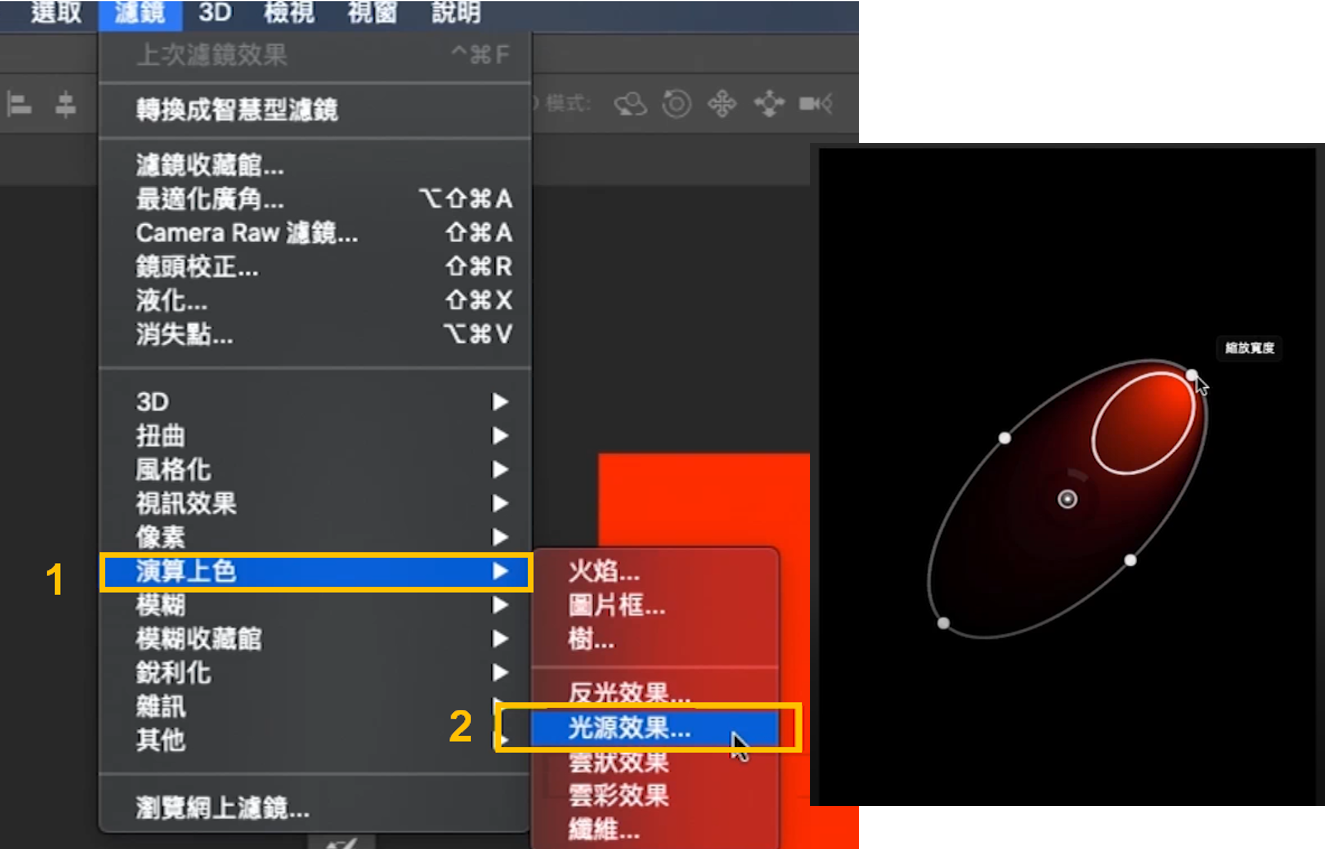 選取 濾鏡 3D 檢視 視窗 說明
上次濾鏡效果 ^⌘F
轉換成智慧型濾鏡
模式:
濾鏡收藏館...
最適化廣角... ⌥⇧⌘A
Camera Raw 濾鏡... ⇧⌘A
鏡頭校正... ⇧⌘R
液化... ⇧⌘X
消失點... ⌥⌘V
縮放寬度
3D
扭曲
風格化
視訊效果
像素
1 演算上色
火焰...
模糊
圖片框...
模糊收藏館
樹...
銳利化
雜訊
反光效果...
其他
2 光源效果...
雲狀效果
雲彩效果
瀏覽網上濾鏡...
纖維...